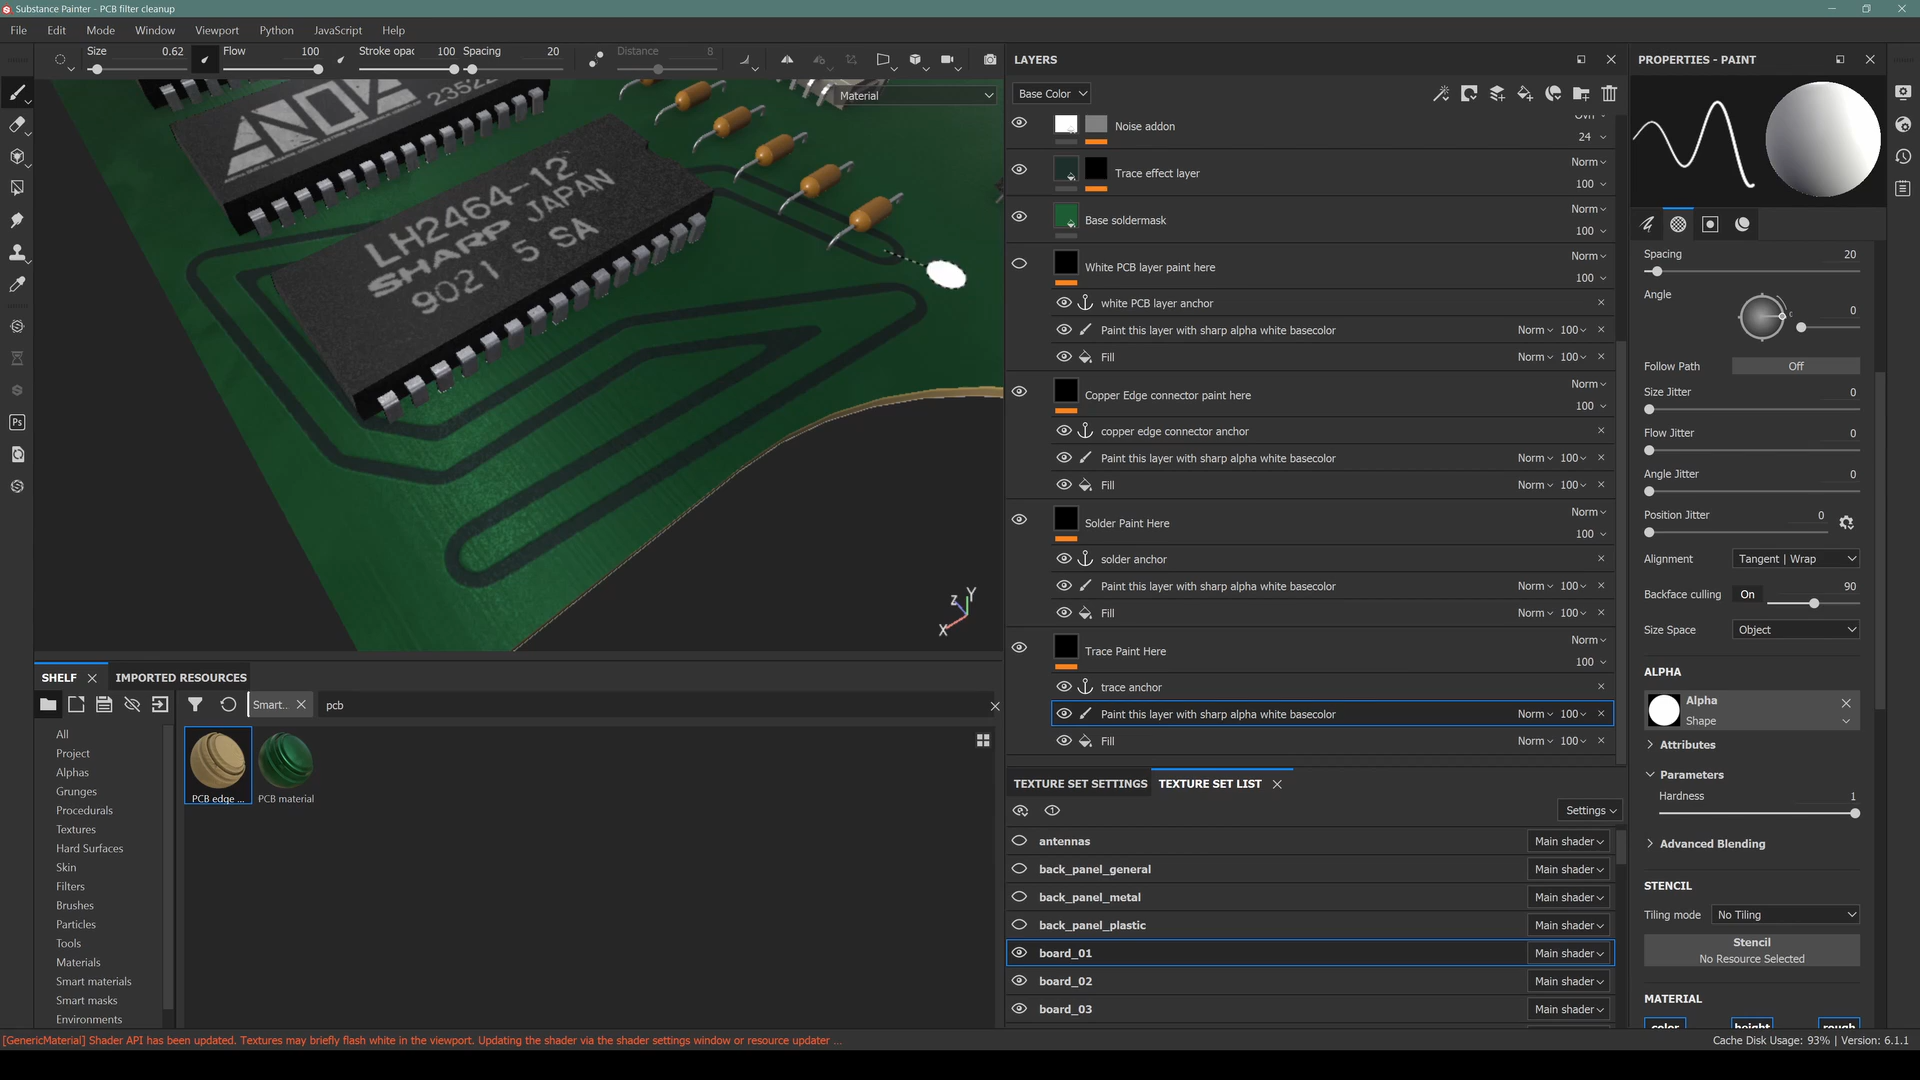 Substance Painter - PCB filter cleanup
File Edit Mode Window Viewport Python JavaScript Help
Size 0.62 Flow 100 Stroke opac 100 Spacing 20 Distance 8
Material
2352
LH2464-12
SHARP JAPAN
9021 5 SA
Z Y
X
LAYERS
Base Color
Noise addon
24
Trace effect layer Norm
100
Base soldermask Norm
100
White PCB layer paint here Norm
100
white PCB layer anchor
Paint this layer with sharp alpha white basecolor Norm 100
Fill Norm 100
Copper Edge connector paint here Norm
100
copper edge connector anchor
Paint this layer with sharp alpha white basecolor Norm 100
Fill Norm 100
Solder Paint Here Norm
100
solder anchor
Paint this layer with sharp alpha white basecolor Norm 100
Fill Norm 100
Trace Paint Here Norm
100
trace anchor
Paint this layer with sharp alpha white basecolor Norm 100
Fill Norm 100
TEXTURE SET SETTINGS TEXTURE SET LIST
Settings
antennas Main shader
back_panel_general Main shader
back_panel_metal Main shader
back_panel_plastic Main shader
board_01 Main shader
board_02 Main shader
board_03 Main shader
PROPERTIES - PAINT
Spacing 20
Angle 0
Follow Path Off
Size Jitter 0
Flow Jitter 0
Angle Jitter 0
Position Jitter 0
Alignment Tangent | Wrap
Backface culling On 90
Size Space Object
ALPHA
Alpha
Shape
Attributes
Parameters
Hardness 1
Advanced Blending
STENCIL
Tiling mode No Tiling
Stencil
No Resource Selected
MATERIAL
color height rough
SHELF IMPORTED RESOURCES
Smart... pcb
Ps
All
Project
Alphas
Grunges
Procedurals
Textures
Hard Surfaces
Skin
Filters
Brushes
Particles
Tools
Materials
Smart materials
Smart masks
Environments
PCB edge ... PCB material
[GenericMaterial] Shader API has been updated. Textures may briefly flash white in the viewport. Updating the shader via the shader settings window or resource updater ...
Cache Disk Usage: 93% | Version: 6.1.1